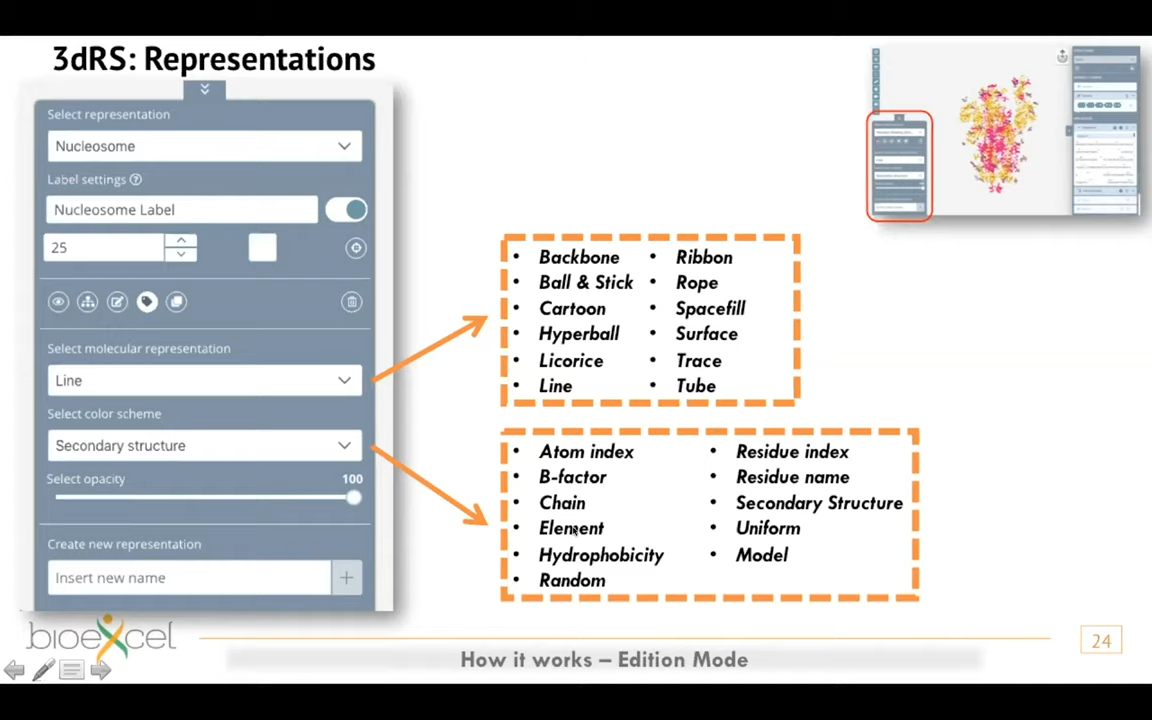 3dRS: Representations
Select representation
Nucleosome
Label settings
Nucleosome Label
25
Select molecular representation
Line
Select color scheme
Secondary structure
Select opacity 100
Create new representation
Insert new name
• Backbone
• Ball & Stick
• Cartoon
• Hyperball
• Licorice
• Line
• Ribbon
• Rope
• Spacefill
• Surface
• Trace
• Tube
• Atom index
• B-factor
• Chain
• Element
• Hydrophobicity
• Random
• Residue index
• Residue name
• Secondary Structure
• Uniform
• Model
bioexcel
How it works – Edition Mode
24